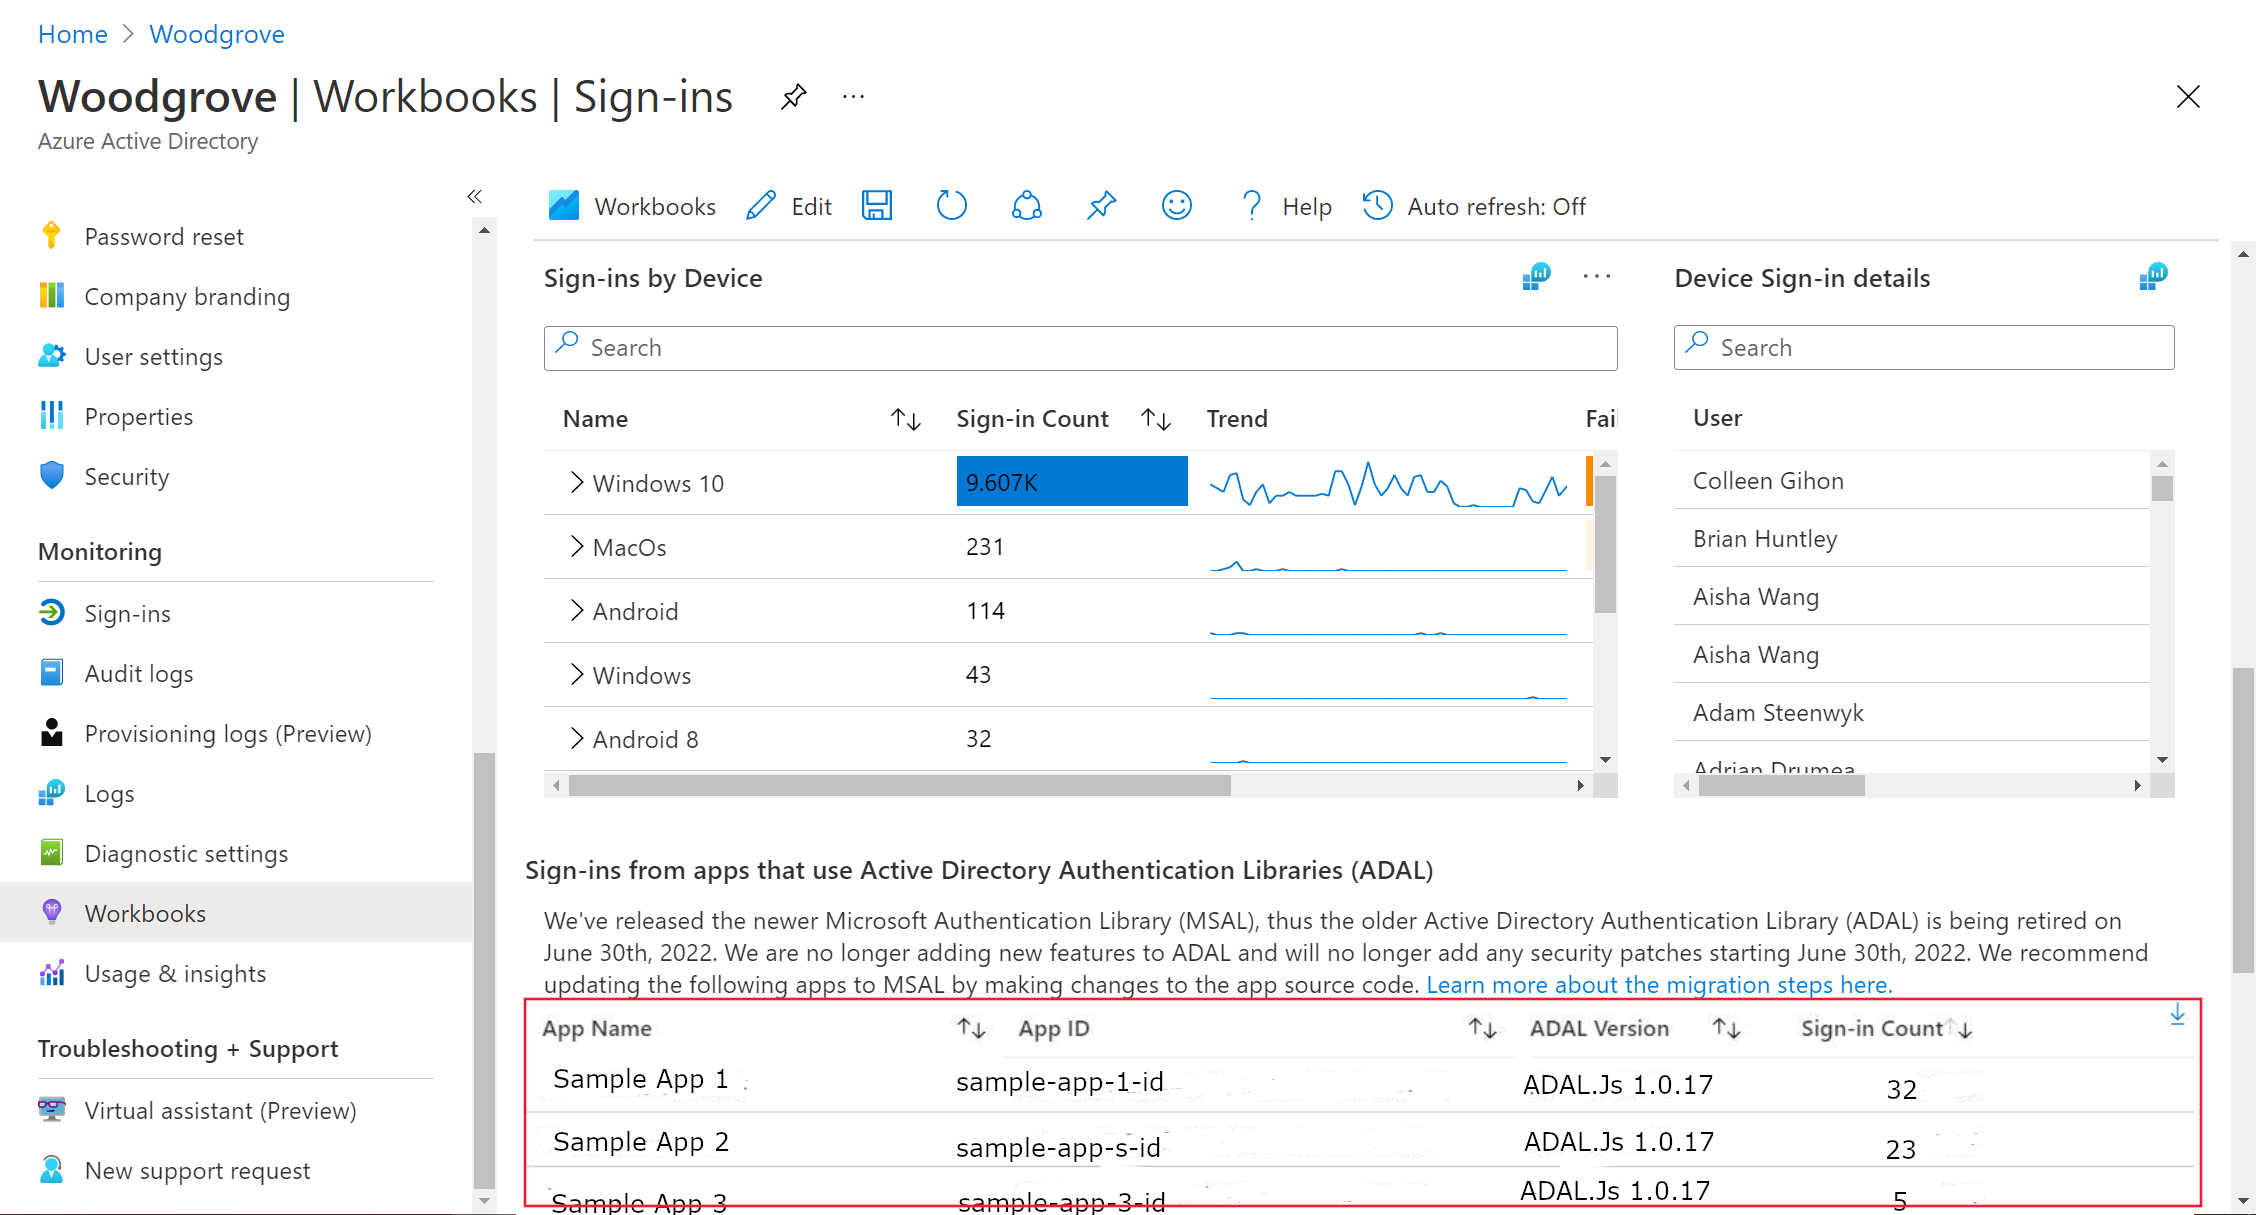 Home > Woodgrove
Woodgrove | Workbooks | Sign-ins
Azure Active Directory
Password reset
Company branding
User settings
Properties
Security
Monitoring
Sign-ins
Audit logs
Provisioning logs (Preview)
Logs
Diagnostic settings
Workbooks
Usage & insights
Troubleshooting + Support
Virtual assistant (Preview)
New support request
Workbooks Edit Help Auto refresh: Off
Sign-ins by Device
Search
Name Sign-in Count Trend Fai
Windows 10 9.607K
MacOs 231
Android 114
Windows 43
Android 8 32
Device Sign-in details
Search
User
Colleen Gihon
Brian Huntley
Aisha Wang
Aisha Wang
Adam Steenwyk
Adrian Drumea
Sign-ins from apps that use Active Directory Authentication Libraries (ADAL)
We've released the newer Microsoft Authentication Library (MSAL), thus the older Active Directory Authentication Library (ADAL) is being retired on
June 30th, 2022. We are no longer adding new features to ADAL and will no longer add any security patches starting June 30th, 2022. We recommend
updating the following apps to MSAL by making changes to the app source code. Learn more about the migration steps here.
App Name App ID ADAL Version Sign-in Count
Sample App 1 sample-app-1-id ADAL.Js 1.0.17 32
Sample App 2 sample-app-s-id ADAL.Js 1.0.17 23
Sample App 3 sample-app-3-id ADAL.Js 1.0.17 5